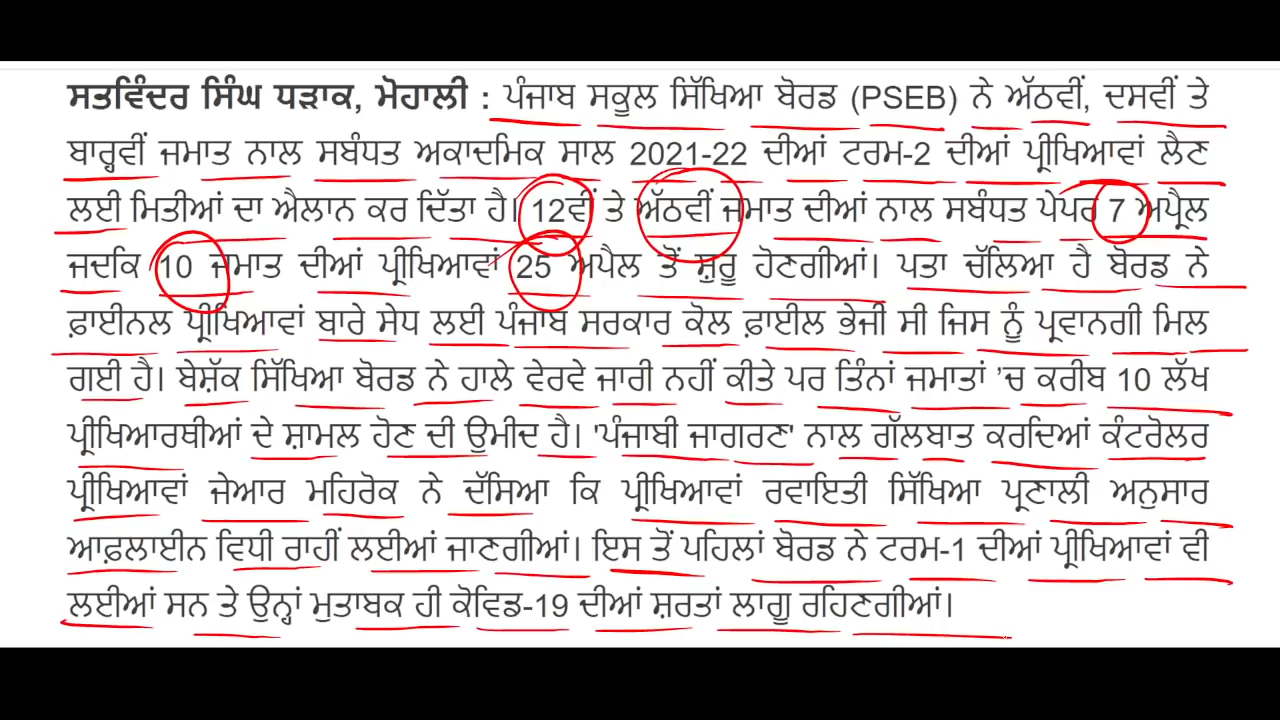 ਸਤਵਿੰਦਰ ਸਿੰਘ ਧੜਾਕ, ਮੋਹਾਲੀ : ਪੰਜਾਬ ਸਕੂਲ ਸਿੱਖਿਆ ਬੋਰਡ (PSEB) ਨੇ ਅੱਠਵੀਂ, ਦਸਵੀਂ ਤੇ
ਬਾਰ੍ਹਵੀਂ ਜਮਾਤ ਨਾਲ ਸਬੰਧਤ ਅਕਾਦਮਿਕ ਸਾਲ 2021-22 ਦੀਆਂ ਟਰਮ-2 ਦੀਆਂ ਪ੍ਰੀਖਿਆਵਾਂ ਲੈਣ
ਲਈ ਮਿਤੀਆਂ ਦਾ ਐਲਾਨ ਕਰ ਦਿੱਤਾ ਹੈ। 12ਵੀਂ ਤੇ ਅੱਠਵੀਂ ਜਮਾਤ ਦੀਆਂ ਨਾਲ ਸਬੰਧਤ ਪੇਪਰ 7 ਅਪ੍ਰੈਲ
ਜਦਕਿ 10 ਜਮਾਤ ਦੀਆਂ ਪ੍ਰੀਖਿਆਵਾਂ 25 ਅਪੈਲ ਤੋਂ ਸ਼ੁਰੂ ਹੋਣਗੀਆਂ। ਪਤਾ ਚੱਲਿਆ ਹੈ ਬੋਰਡ ਨੇ
ਫ਼ਾਈਨਲ ਪ੍ਰੀਖਿਆਵਾਂ ਬਾਰੇ ਸੇਧ ਲਈ ਪੰਜਾਬ ਸਰਕਾਰ ਕੋਲ ਫ਼ਾਈਲ ਭੇਜੀ ਸੀ ਜਿਸ ਨੂੰ ਪ੍ਰਵਾਨਗੀ ਮਿਲ
ਗਈ ਹੈ। ਬੇਸ਼ੱਕ ਸਿੱਖਿਆ ਬੋਰਡ ਨੇ ਹਾਲੇ ਵੇਰਵੇ ਜਾਰੀ ਨਹੀਂ ਕੀਤੇ ਪਰ ਤਿੰਨਾਂ ਜਮਾਤਾਂ ’ਚ ਕਰੀਬ 10 ਲੱਖ
ਪ੍ਰੀਖਿਆਰਥੀਆਂ ਦੇ ਸ਼ਾਮਲ ਹੋਣ ਦੀ ਉਮੀਦ ਹੈ। 'ਪੰਜਾਬੀ ਜਾਗਰਣ' ਨਾਲ ਗੱਲਬਾਤ ਕਰਦਿਆਂ ਕੰਟਰੋਲਰ
ਪ੍ਰੀਖਿਆਵਾਂ ਜੇਆਰ ਮਹਿਰੋਕ ਨੇ ਦੱਸਿਆ ਕਿ ਪ੍ਰੀਖਿਆਵਾਂ ਰਵਾਇਤੀ ਸਿੱਖਿਆ ਪ੍ਰਣਾਲੀ ਅਨੁਸਾਰ
ਆਫ਼ਲਾਈਨ ਵਿਧੀ ਰਾਹੀਂ ਲਈਆਂ ਜਾਣਗੀਆਂ। ਇਸ ਤੋਂ ਪਹਿਲਾਂ ਬੋਰਡ ਨੇ ਟਰਮ-1 ਦੀਆਂ ਪ੍ਰੀਖਿਆਵਾਂ ਵੀ
ਲਈਆਂ ਸਨ ਤੇ ਉਨ੍ਹਾਂ ਮੁਤਾਬਕ ਹੀ ਕੋਵਿਡ-19 ਦੀਆਂ ਸ਼ਰਤਾਂ ਲਾਗੂ ਰਹਿਣਗੀਆਂ।